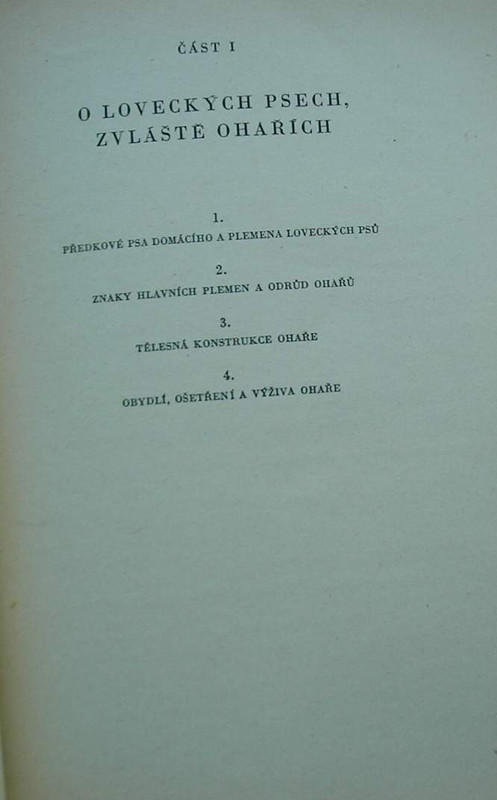 ČÁST I
O LOVECKÝCH PSECH,
ZVLÁŠTĚ OHAŘÍCH
1.
PŘEDKOVÉ PSA DOMÁCÍHO A PLEMENA LOVECKÝCH PSŮ
2.
ZNAKY HLAVNÍCH PLEMEN A ODRŮD OHAŘŮ
3.
TĚLESNÁ KONSTRUKCE OHAŘE
4.
OBYDLÍ, OŠETŘENÍ A VÝŽIVA OHAŘE